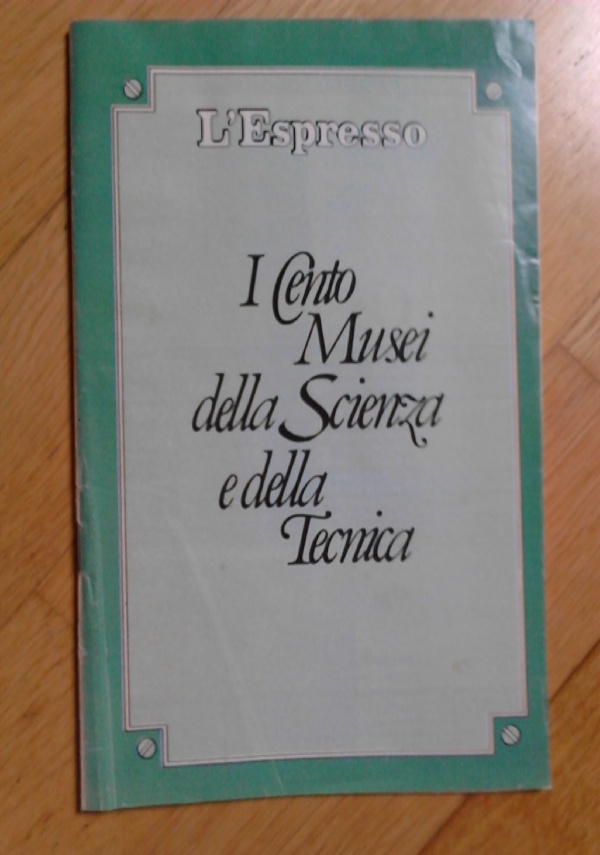 L'Espresso
I Cento
Musei
della Scienza
e della
Tecnica